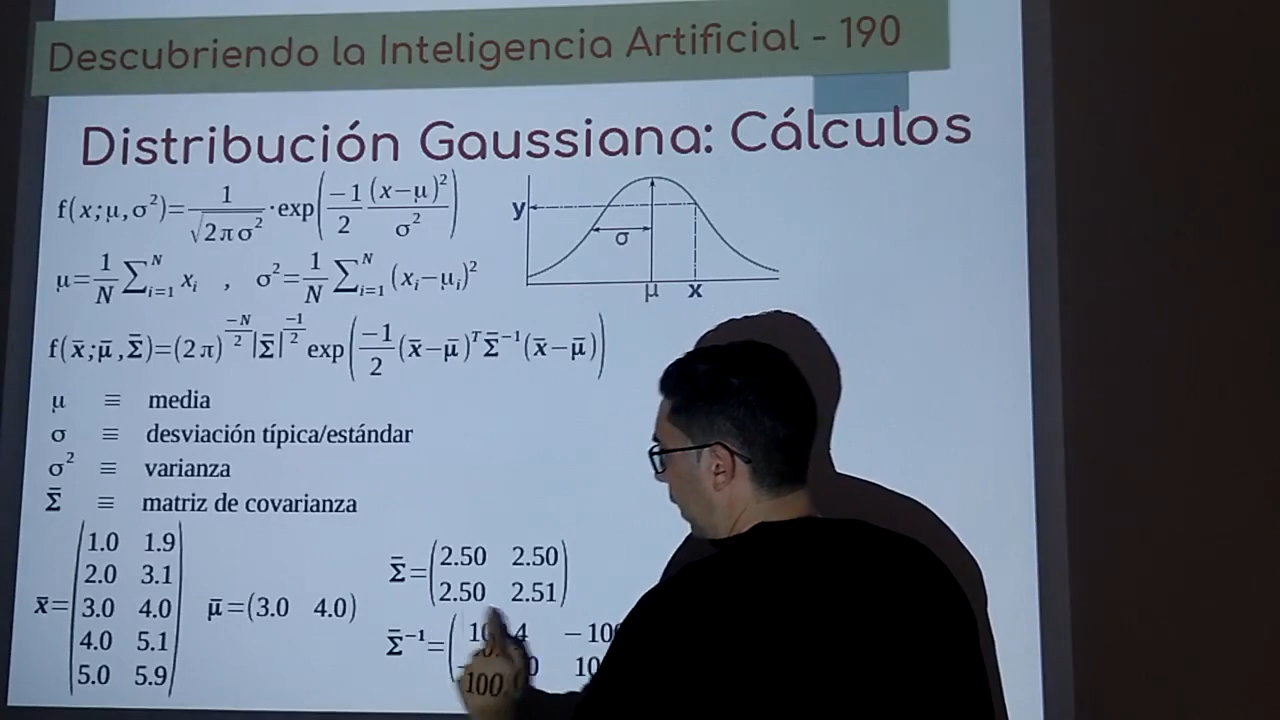 Descubriendo la Inteligencia Artificial - 190
Distribución Gaussiana: Cálculos
f(x;μ,σ²)=1/√(2πσ²)·exp(-1/2 (x-μ)²/σ²)
y σ μ x
μ=1/N ∑_{i=1}^{N} x_i , σ²=1/N ∑_{i=1}^{N} (x_i-μ_i)²
f(x̄;μ̄,Σ̄)=(2π)^{-N/2}|Σ̄|^{-1/2} exp(-1/2 (x̄-μ̄)^T Σ̄^{-1}(x̄-μ̄))
μ ≡ media
σ ≡ desviación típica/estándar
σ² ≡ varianza
Σ̄ ≡ matriz de covarianza
x̄=
1.0 1.9
2.0 3.1
3.0 4.0
4.0 5.1
5.0 5.9
μ̄=(3.0 4.0)
Σ̄=
2.50 2.50
2.50 2.51
Σ̄^{-1}=